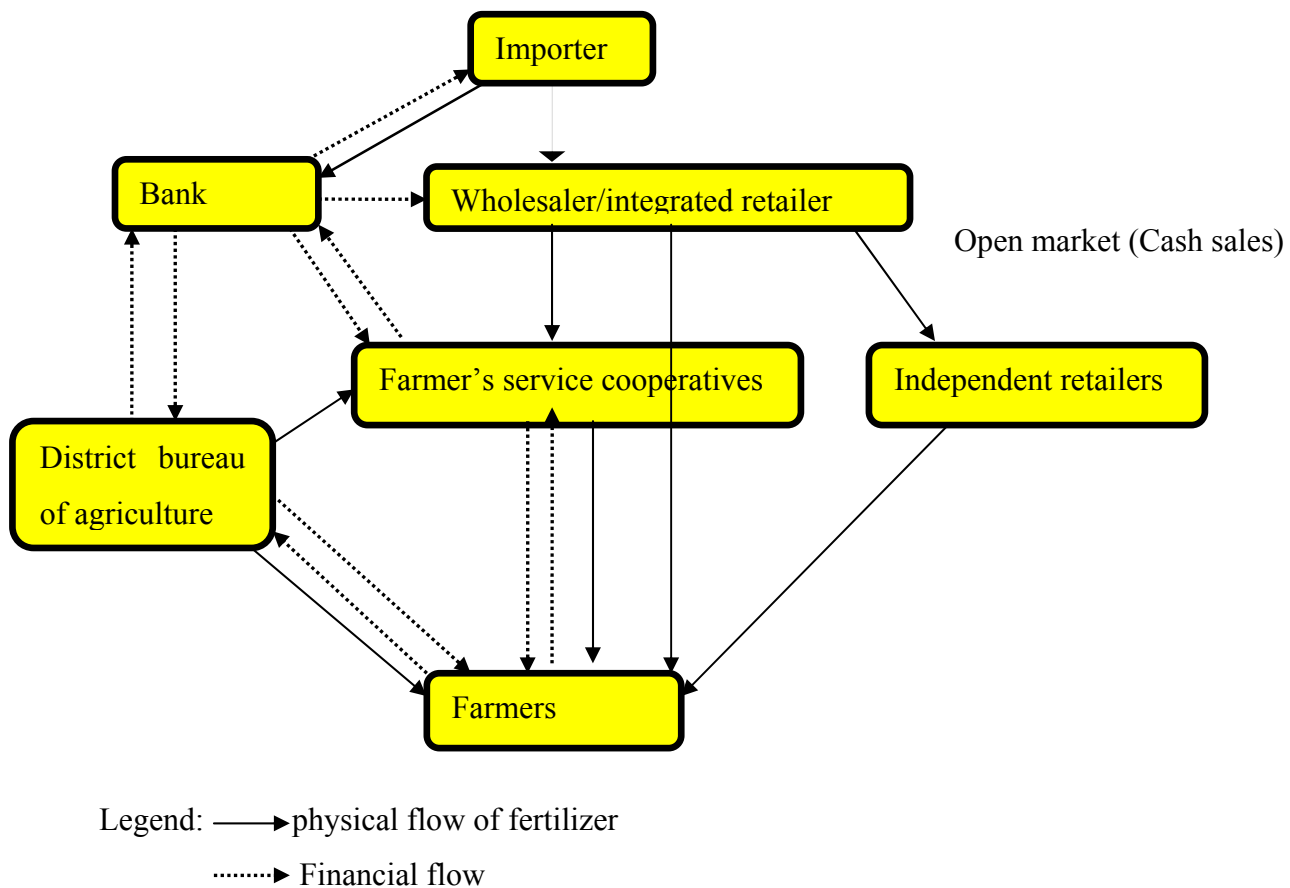 Importer
Bank
Wholesaler/integrated retailer
Open market (Cash sales)
Farmer’s service cooperatives
Independent retailers
District bureau
of agriculture
Farmers
Legend: physical flow of fertilizer
Financial flow